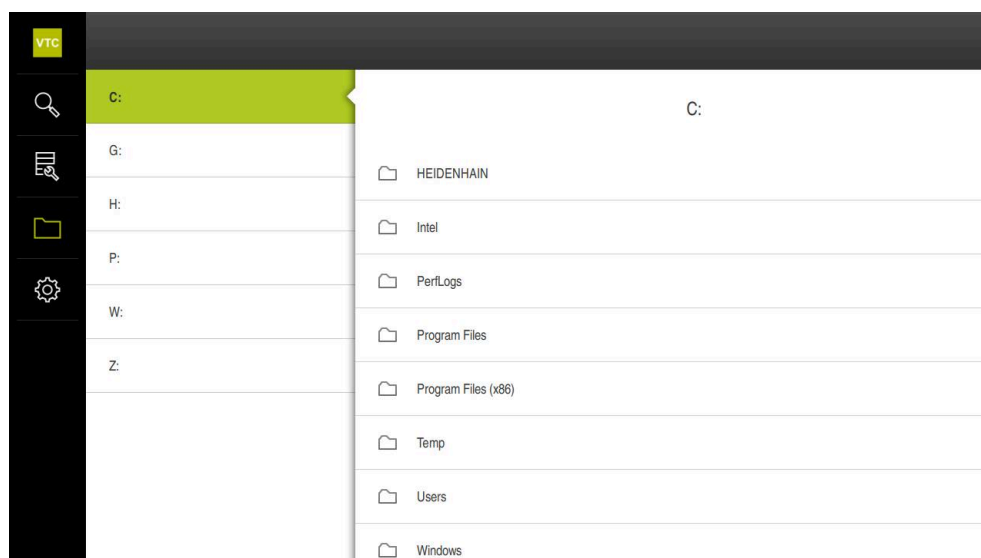 VTC
C:
G:
H:
P:
W:
Z:
C:
HEIDENHAIN
Intel
PerfLogs
Program Files
Program Files (x86)
Temp
Users
Windows